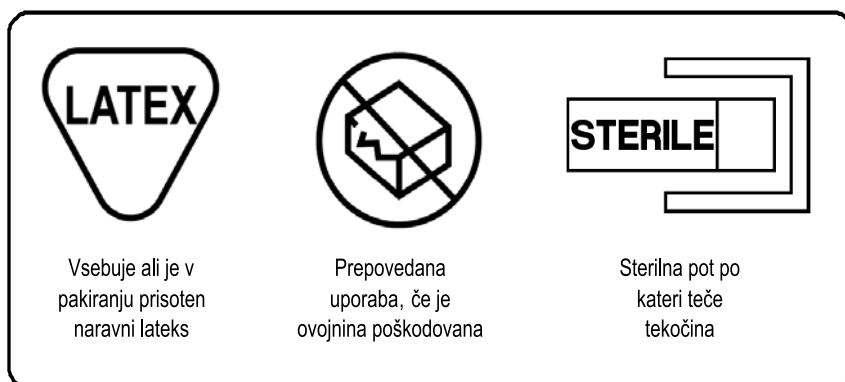 LATEX
Vsebuje ali je v
pakiranju prisoten
naravni lateks
Prepovedana
uporaba, če je
ovojnina poškodovana
STERILE
Sterilna pot po
kateri teče
tekočina